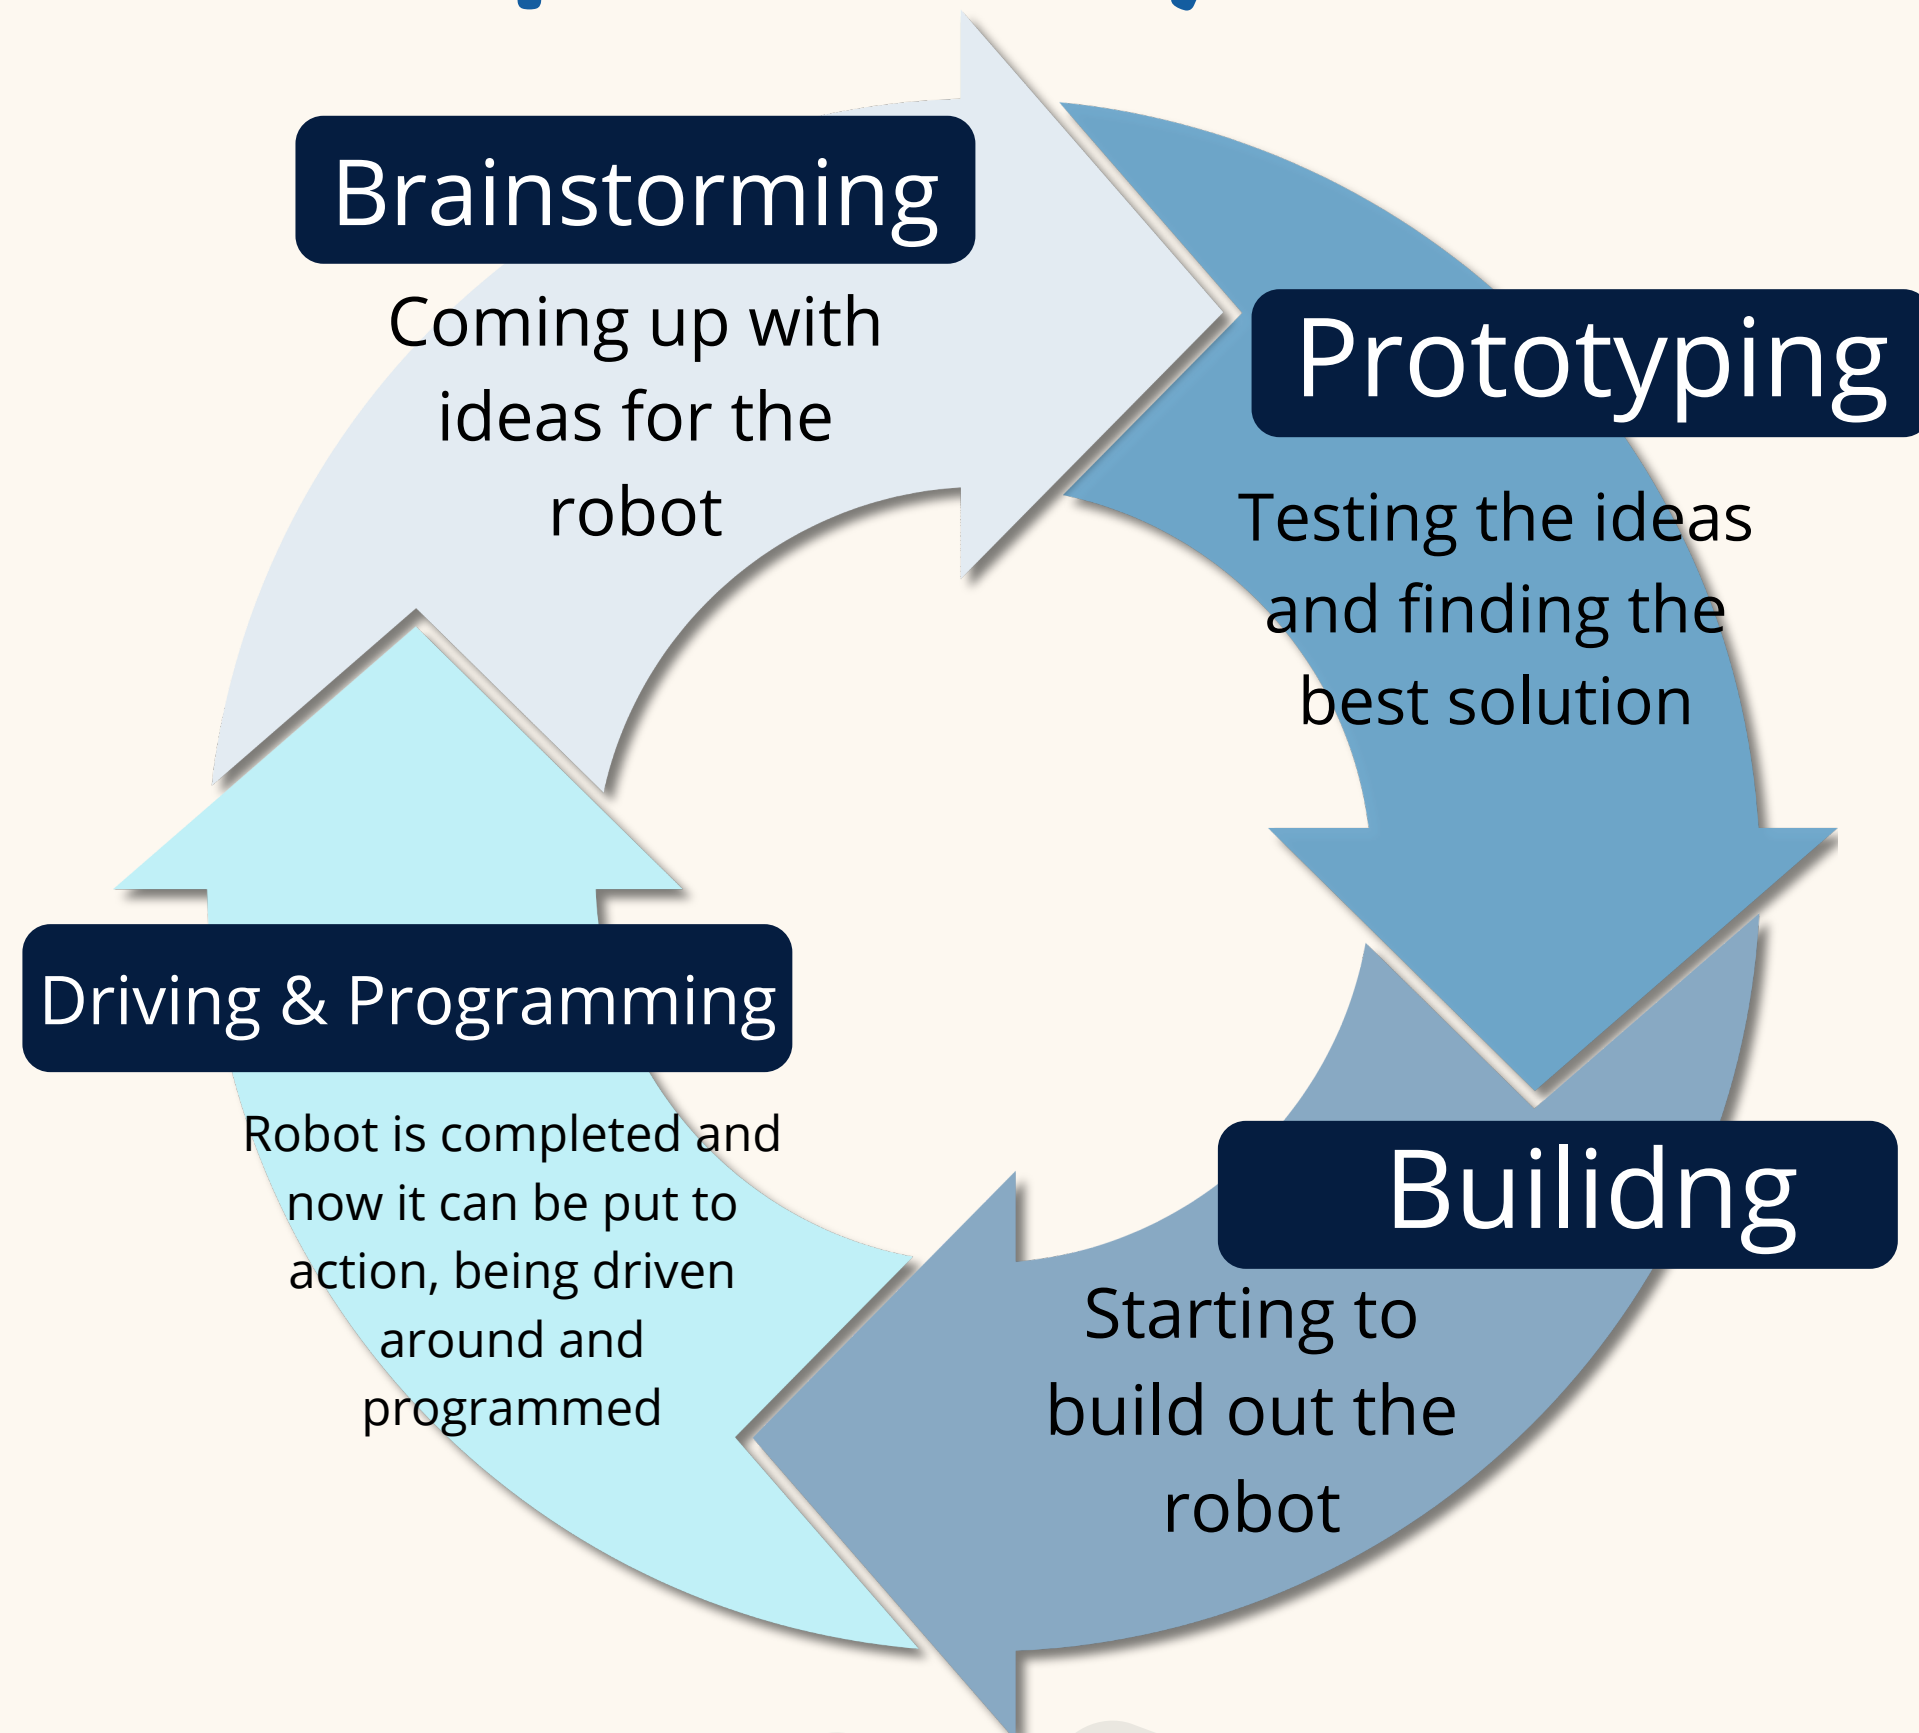 Brainstorming
Coming up with
ideas for the
robot
Prototyping
Testing the ideas
and finding the
best solution
Builidng
Starting to
build out the
robot
Driving & Programming
Robot is completed and
now it can be put to
action, being driven
around and
programmed